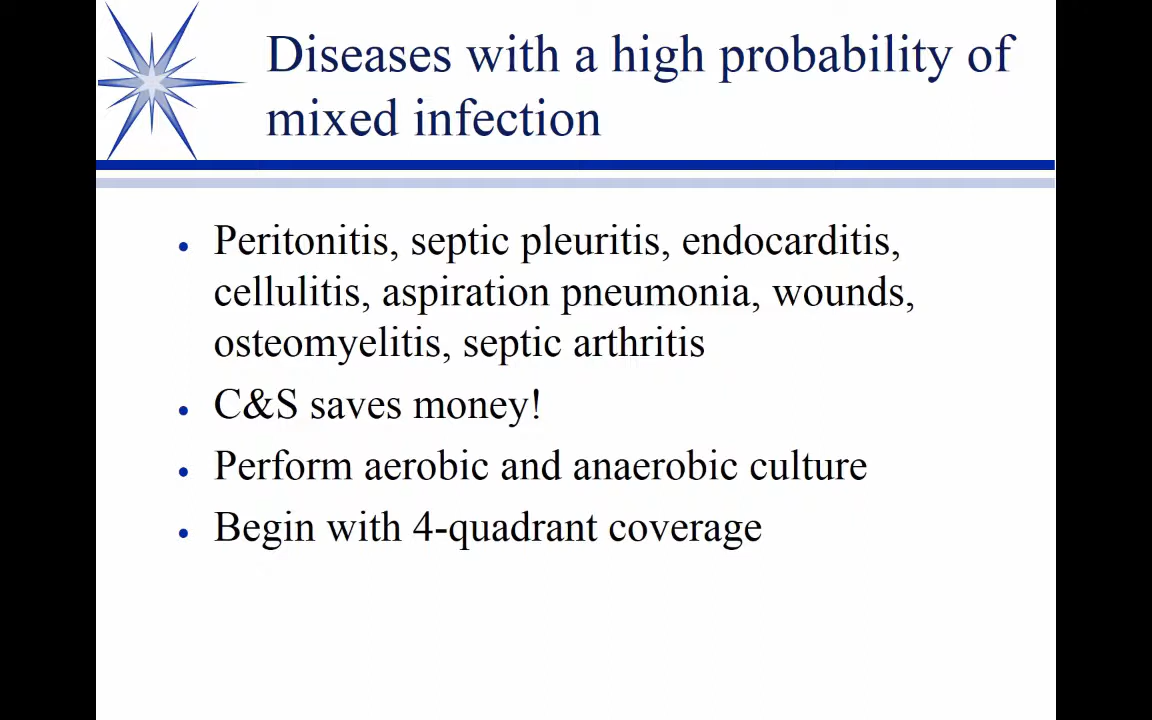 Diseases with a high probability of
mixed infection
• Peritonitis, septic pleuritis, endocarditis,
cellulitis, aspiration pneumonia, wounds,
osteomyelitis, septic arthritis
• C&S saves money!
• Perform aerobic and anaerobic culture
• Begin with 4-quadrant coverage